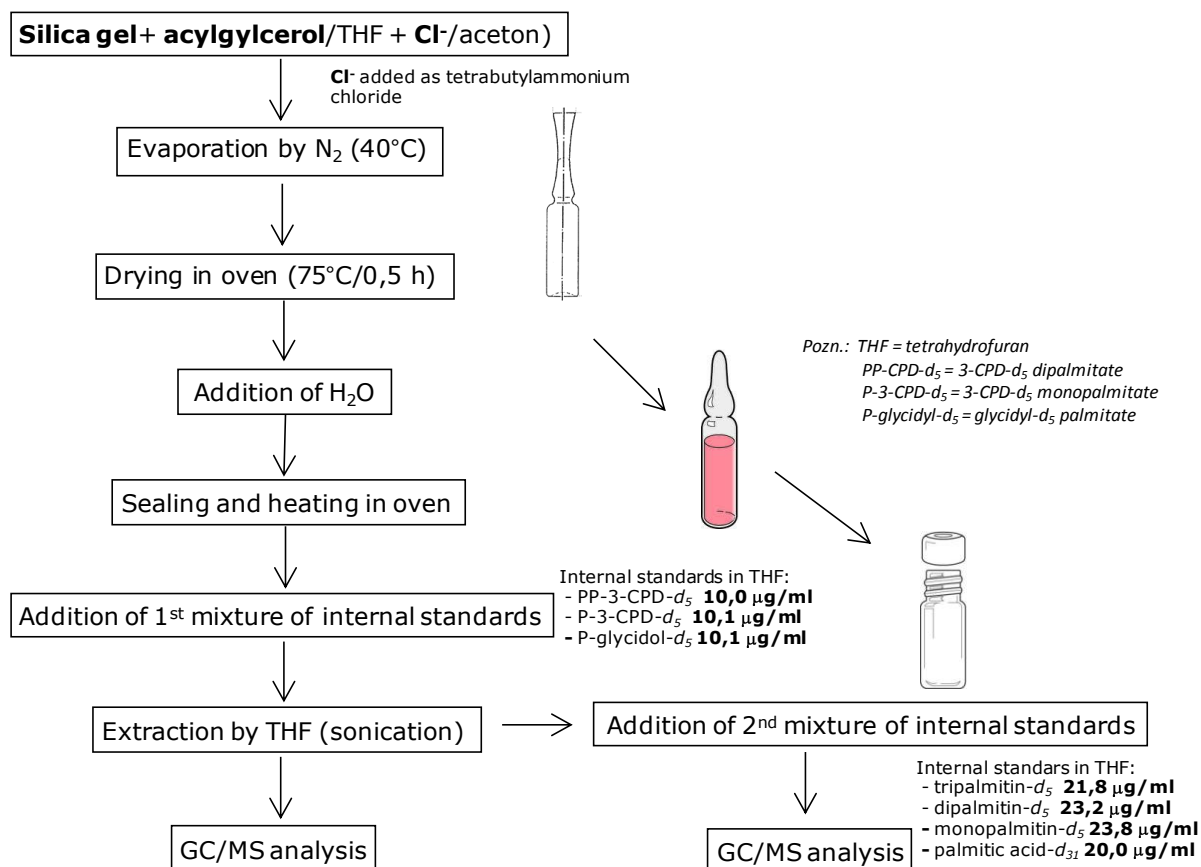 Silica gel+ acylgylcerol/THF + Cl⁻/aceton)
Cl⁻ added as tetrabutylammonium
chloride
Evaporation by N₂ (40°C)
Drying in oven (75°C/0,5 h)
Addition of H₂O
Sealing and heating in oven
Pozn.: THF = tetrahydrofuran
PP-CPD-d₅ = 3-CPD-d₅ dipalmitate
P-3-CPD-d₅ = 3-CPD-d₅ monopalmitate
P-glycidyl-d₅ = glycidyl-d₅ palmitate
Addition of 1st mixture of internal standards
Internal standards in THF:
- PP-3-CPD-d₅ 10,0 μg/ml
- P-3-CPD-d₅ 10,1 μg/ml
- P-glycidol-d₅ 10,1 μg/ml
Extraction by THF (sonication)
Addition of 2nd mixture of internal standards
Internal standars in THF:
- tripalmitin-d₅ 21,8 μg/ml
- dipalmitin-d₅ 23,2 μg/ml
- monopalmitin-d₅ 23,8 μg/ml
- palmitic acid-d₃₁ 20,0 μg/ml
GC/MS analysis
GC/MS analysis